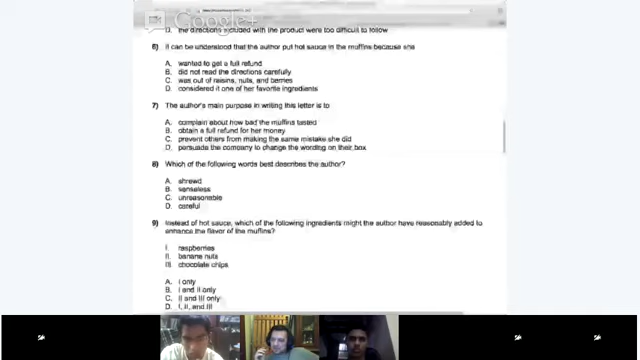 Google+
D. the directions included with the product were too difficult to follow
6) It can be understood that the author put hot sauce in the muffins because she
A. wanted to get a full refund
B. did not read the directions carefully
C. was out of raisins, nuts, and berries
D. considered it one of her favorite ingredients
7) The author's main purpose in writing this letter is to
A. complain about how bad the muffins tasted
B. obtain a full refund for her money
C. prevent others from making the same mistake she did
D. persuade the company to change the wording on their box
8) Which of the following words best describes the author?
A. shrewd
B. senseless
C. unreasonable
D. careful
9) Instead of hot sauce, which of the following ingredients might the author have reasonably added to
enhance the flavor of the muffins?
I. raspberries
II. banana nuts
III. chocolate chips
A. I only
B. I and II only
C. II and III only
D. I, II, and III